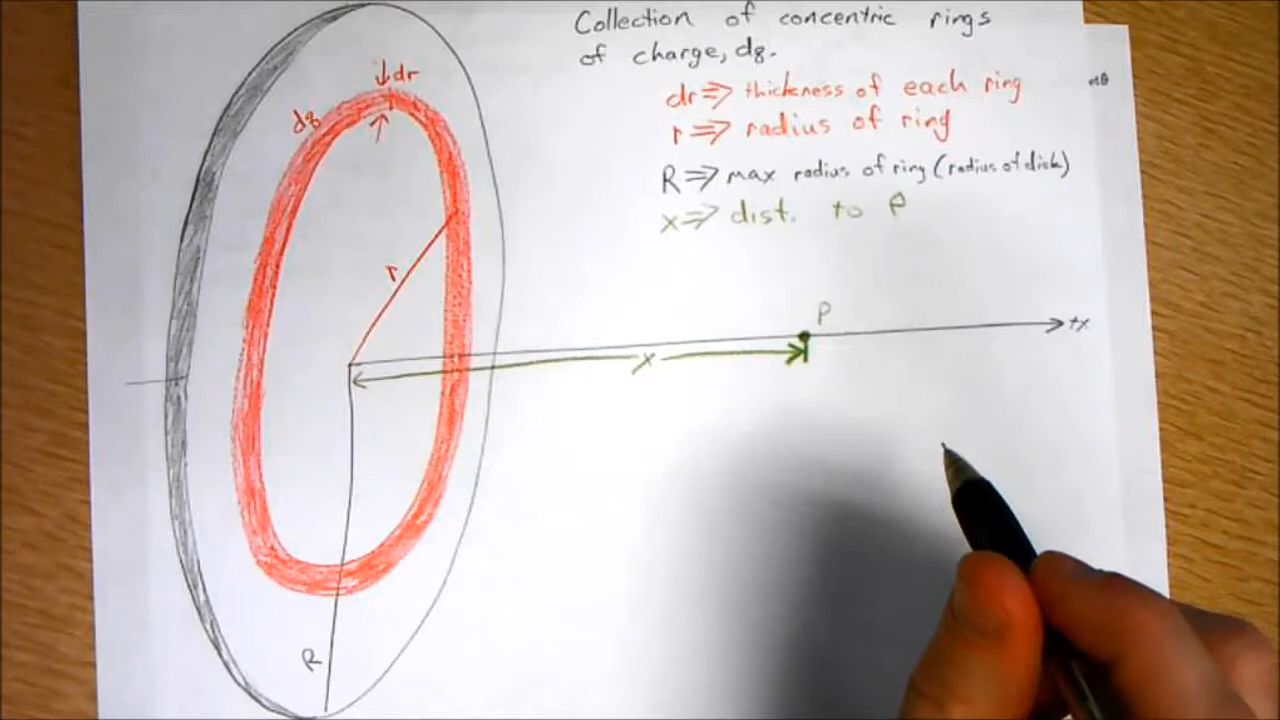 Collection of concentric rings
of charge, dq.
dr ⇒ thickness of each ring
r ⇒ radius of ring
R ⇒ max radius of ring (radius of disk)
x ⇒ dist. to P
dr
dq
r
P
+x
x
R